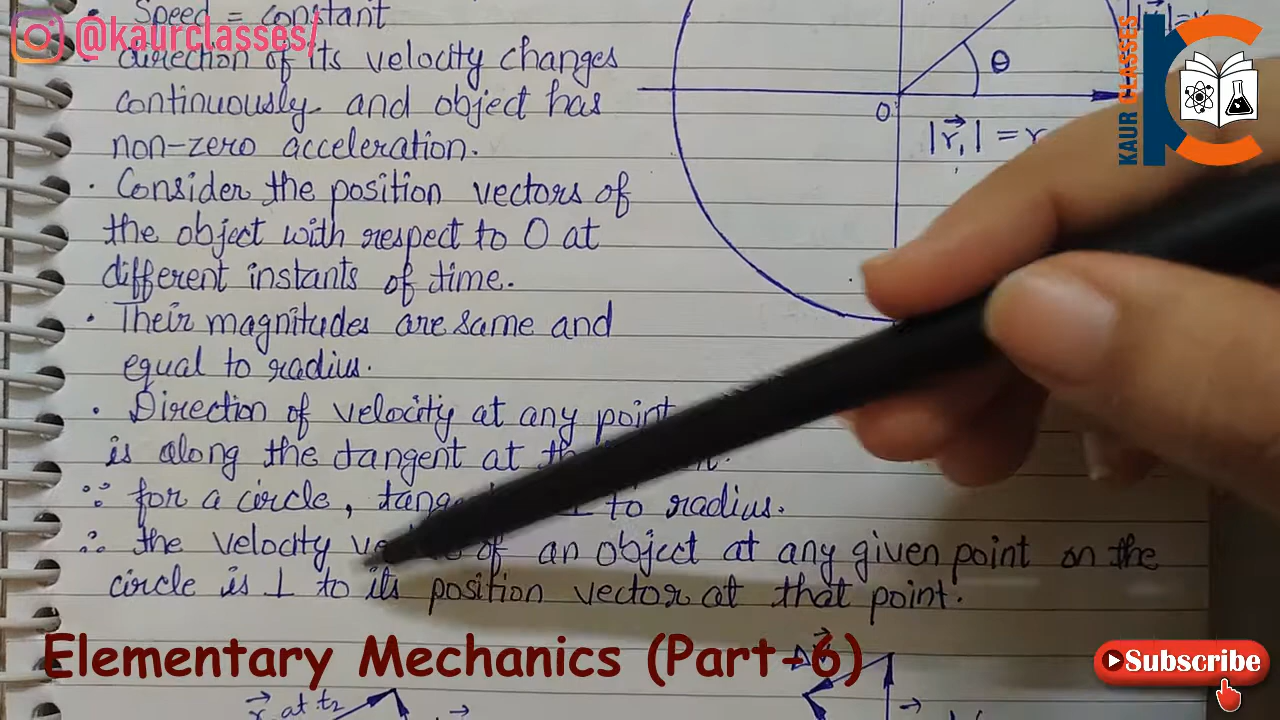 • Speed = constant
@kaurclasses/
• direction of its velocity changes
continuously and object has
non-zero acceleration.
• Consider the position vectors of
the object with respect to O at
different instants of time.
• Their magnitudes are same and
equal to radius.
• Direction of velocity at any point
is along the tangent at
∵ for a circle, ⊥ to radius.
∴ the velocity of an object at any given point on the
circle is ⊥ to its position vector at that point.
θ
O
|r⃗₁| = r
KAUR CLASSES
Elementary Mechanics (Part-6)
Subscribe
r⃗ at t₂